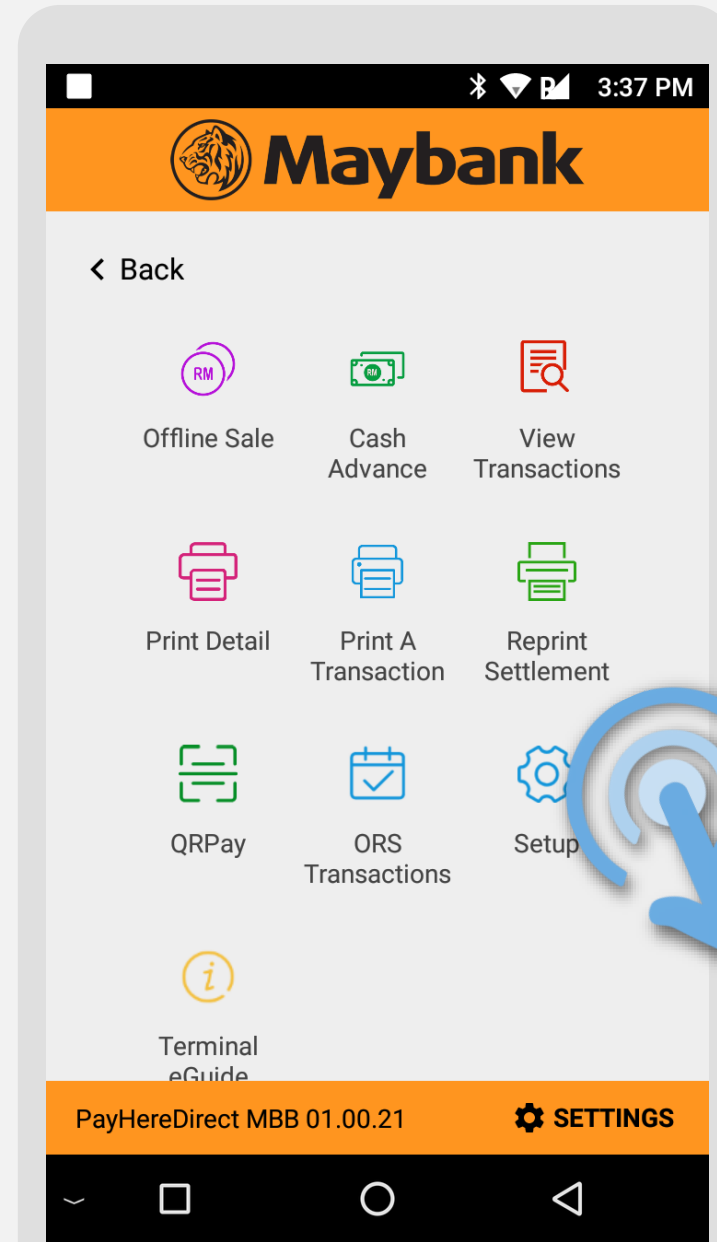 3:37 PM
Maybank
Back
RM
RM
Offline Sale
Cash
Advance
View
Transactions
Print Detail
Print A
Transaction
Reprint
Settlement
QRPay
ORS
Transactions
Setup
i
Terminal
eGuide
PayHereDirect MBB 01.00.21
SETTINGS